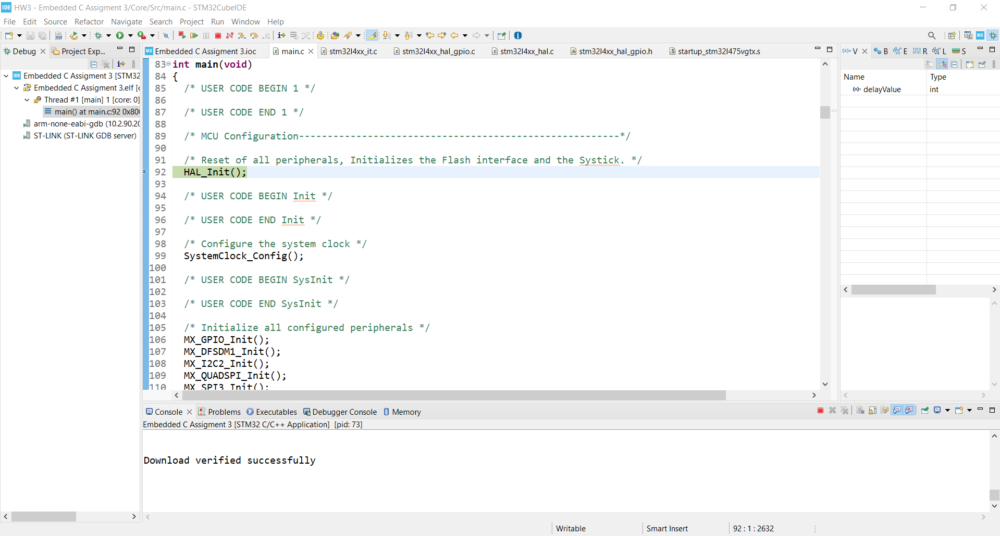 HW3 - Embedded C Assigment 3/Core/Src/main.c - STM32CubeIDE
File Edit Source Refactor Navigate Search Project Run Window Help
Debug Project Exp...
Embedded C Assigment 3 [STM32
Embedded C Assigment 3.elf [
Thread #1 [main] 1 [core: 0]
main() at main.c:92 0x800
arm-none-eabi-gdb (10.2.90.20
ST-LINK (ST-LINK GDB server)
Embedded C Assigment 3.ioc main.c stm32l4xx_it.c stm32l4xx_hal_gpio.c stm32l4xx_hal.c stm32l4xx_hal_gpio.h startup_stm32l475vgtx.s
83 int main(void)
84 {
85 /* USER CODE BEGIN 1 */
86
87 /* USER CODE END 1 */
88
89 /* MCU Configuration--------------------------------------------------------*/
90
91 /* Reset of all peripherals, Initializes the Flash interface and the Systick. */
92 HAL_Init();
93
94 /* USER CODE BEGIN Init */
95
96 /* USER CODE END Init */
97
98 /* Configure the system clock */
99 SystemClock_Config();
100
101 /* USER CODE BEGIN SysInit */
102
103 /* USER CODE END SysInit */
104
105 /* Initialize all configured peripherals */
106 MX_GPIO_Init();
107 MX_DFSDM1_Init();
108 MX_I2C2_Init();
109 MX_QUADSPI_Init();
110 MX_SPI3_Init();
(x)= V B E R L S
Name Type
(x)= delayValue int
Console Problems Executables Debugger Console Memory
Embedded C Assigment 3 [STM32 C/C++ Application] [pid: 73]
Download verified successfully
Writable Smart Insert 92 : 1 : 2632